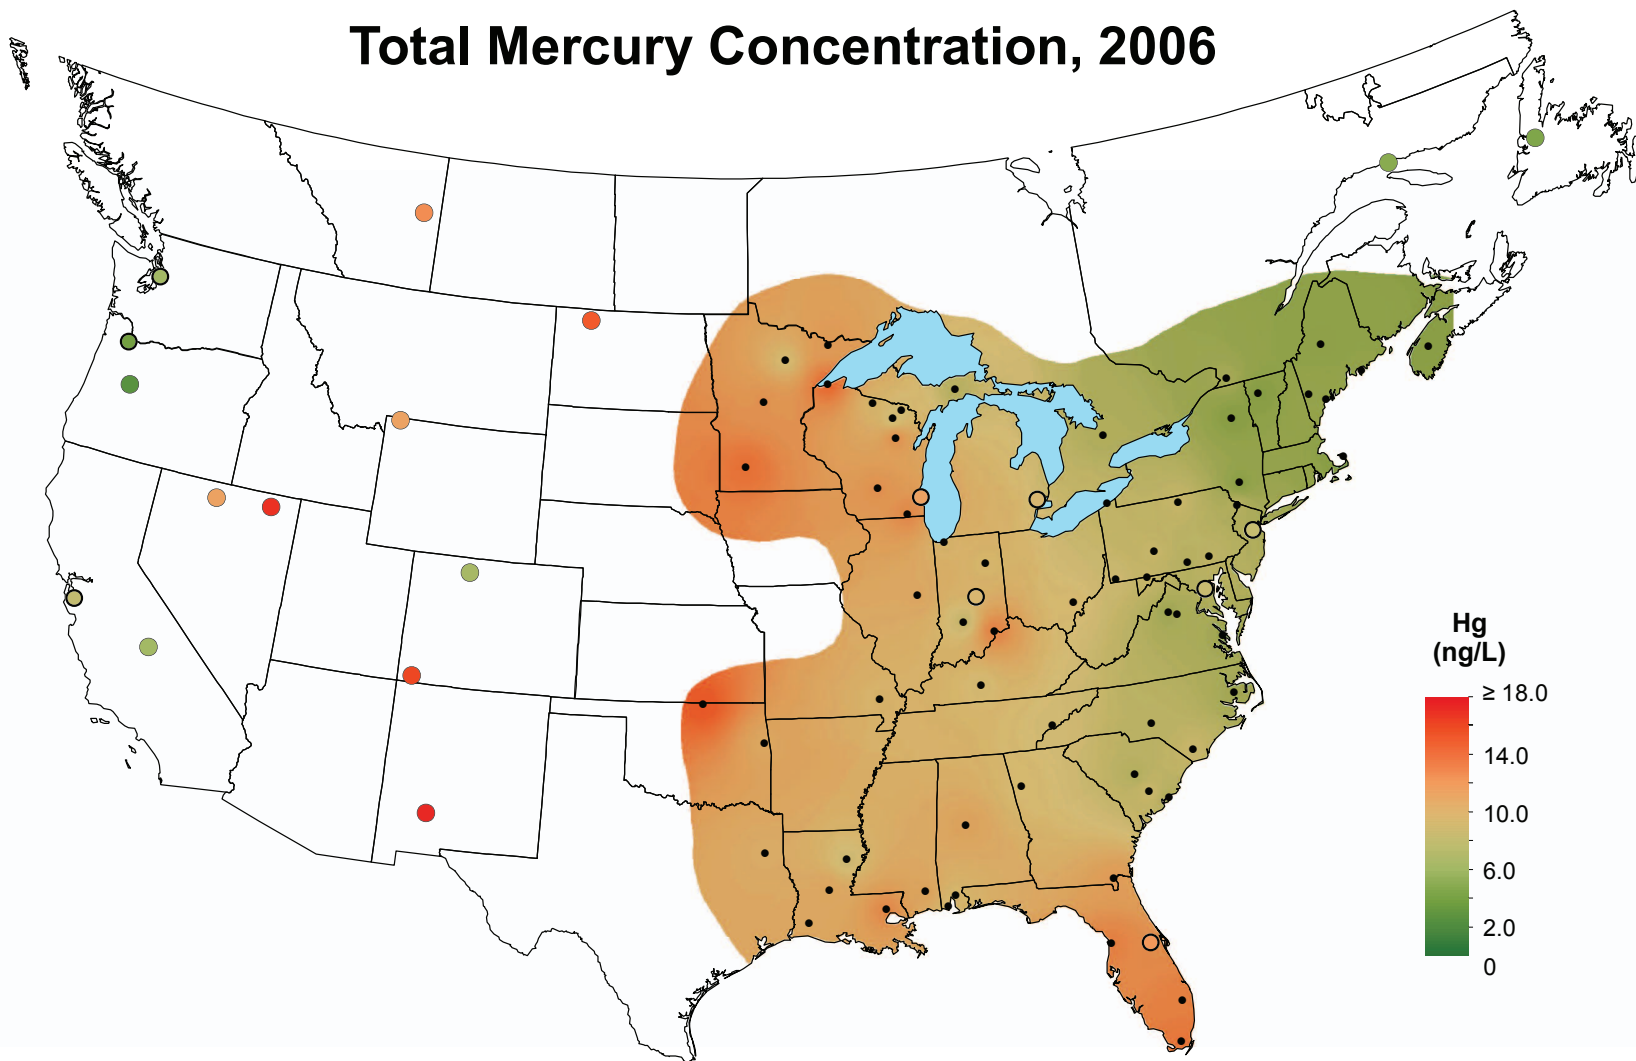 Total Mercury Concentration, 2006
Hg
(ng/L)
≥ 18.0
14.0
10.0
6.0
2.0
0